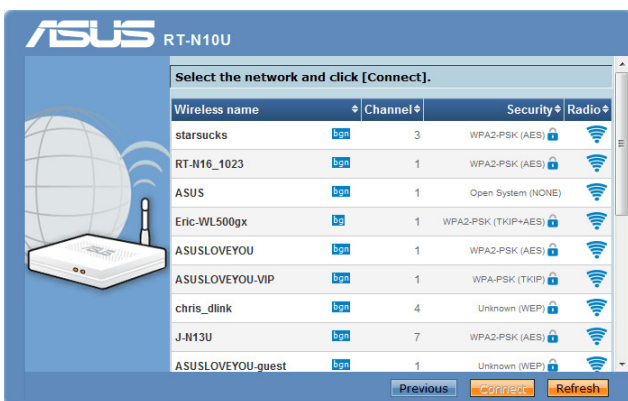 ASUS RT-N10U
Select the network and click [Connect].
Wireless name Channel Security Radio
starsucks bgn 3 WPA2-PSK (AES)
RT-N16_1023 bgn 1 WPA2-PSK (AES)
ASUS bgn 1 Open System (NONE)
Eric-WL500gx bg 1 WPA2-PSK (TKIP+AES)
ASUSLOVEYOU bgn 1 WPA2-PSK (AES)
ASUSLOVEYOU-VIP bgn 1 WPA-PSK (TKIP)
chris_dlink bgn 4 Unknown (WEP)
J-N13U bgn 7 WPA2-PSK (AES)
ASUSLOVEYOU-guest bgn 1 Unknown (WEP)
ASUS
Previous Connect Refresh